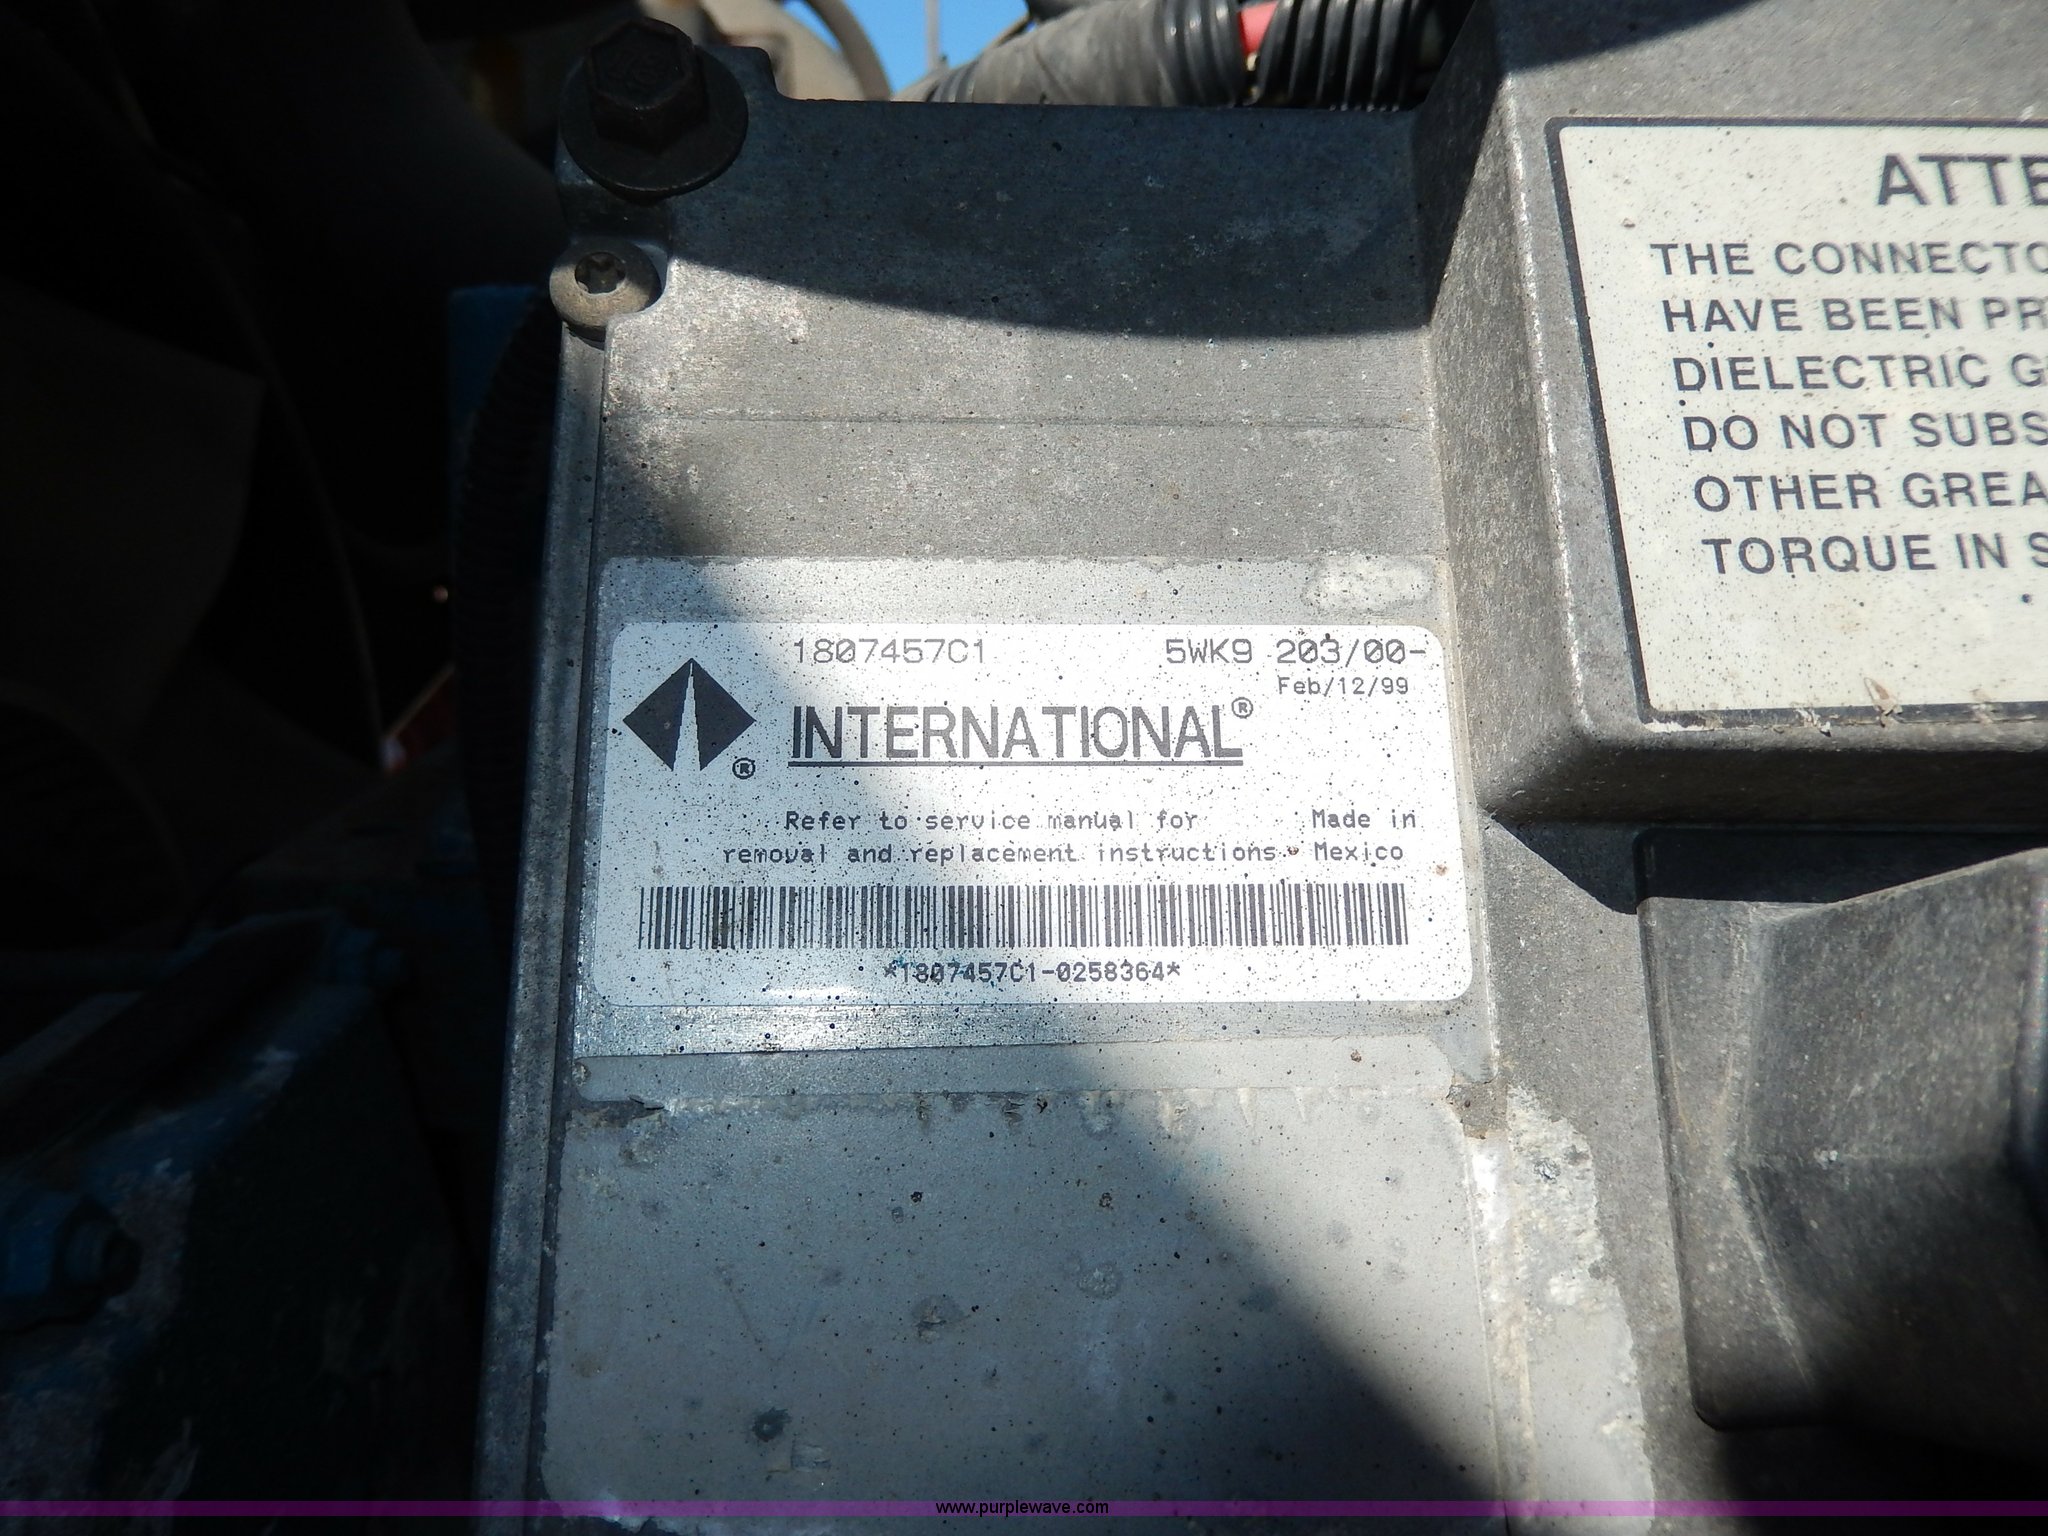 ATTE
THE CONNECTO
HAVE BEEN PR
DIELECTRIC G
DO NOT SUBS
OTHER GREA
TORQUE IN S
1807457C1 5WK9 203/00-
Feb/12/99
INTERNATIONAL®
®
Refer to service manual for Made in
removal and replacement instructions. Mexico
*1807457C1-0258364*
www.purplewave.com